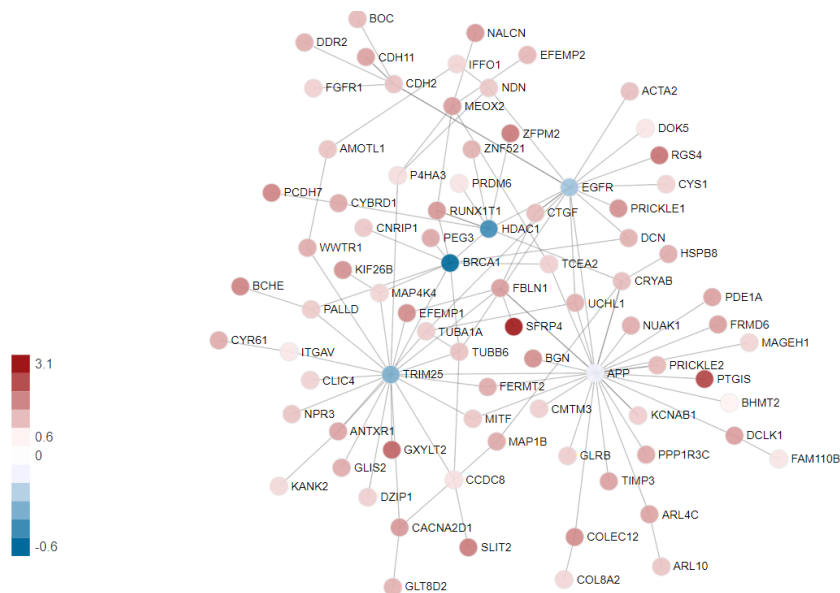 BOC
NALCN
DDR2
CDH11
IFFO1
EFEMP2
FGFR1
CDH2
NDN
ACTA2
MEOX2
DOK5
ZFPM2
AMOTL1
ZNF521
RGS4
P4HA3
PRDM6
EGFR
CYS1
PCDH7
CYBRD1
RUNX1T1
CTGF
PRICKLE1
CNRIP1
PEG3
HDAC1
DCN
WWTR1
BRCA1
TCEA2
HSPB8
KIF26B
CRYAB
BCHE
MAP4K4
FBLN1
PDE1A
PALLD
EFEMP1
UCHL1
SFRP4
NUAK1
FRMD6
CYR61
ITGAV
TUBA1A
MAGEH1
TUBB6
BGN
PRICKLE2
3.1
CLIC4
TRIM25
APP
PTGIS
FERMT2
BHMT2
NPR3
MITF
CMTM3
KCNAB1
ANTXR1
MAP1B
DCLK1
0.6
GXYLT2
GLRB
PPP1R3C
FAM110B
0
GLIS2
KANK2
DZIP1
CCDC8
TIMP3
CACNA2D1
ARL4C
SLIT2
COLEC12
-0.6
ARL10
GLT8D2
COL8A2